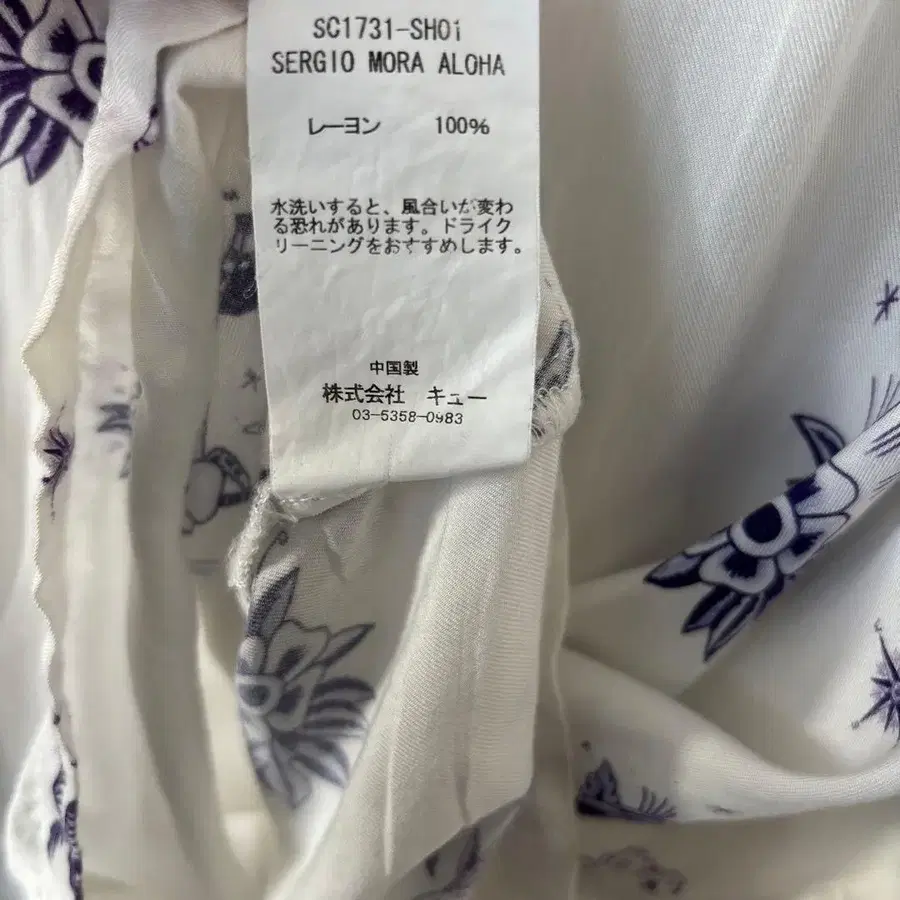 SC1731-SH01
SERGIO MORA ALOHA
レーヨン 100%
水洗いすると、風合いが変わ
る恐れがあります。ドライク
リーニングをおすすめします。
中国製
株式会社 キュー
03-5358-0983